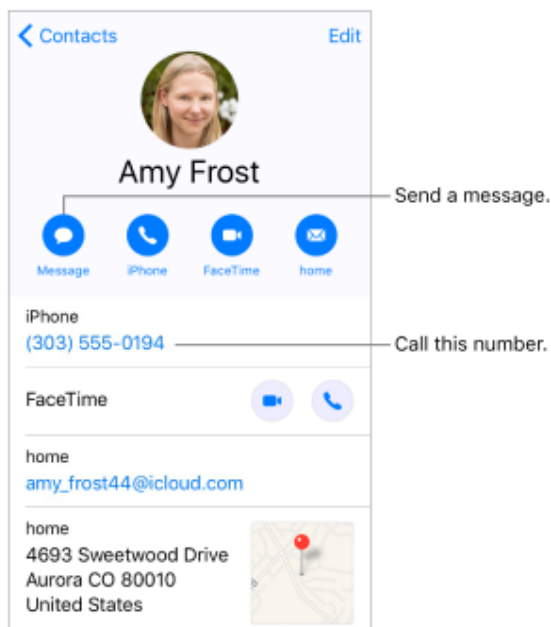 Contacts
Edit
Amy Frost
Send a message.
Message
iPhone
FaceTime
home
iPhone
(303) 555-0194
Call this number.
FaceTime
home
amy_frost44@icloud.com
home
4693 Sweetwood Drive
Aurora CO 80010
United States